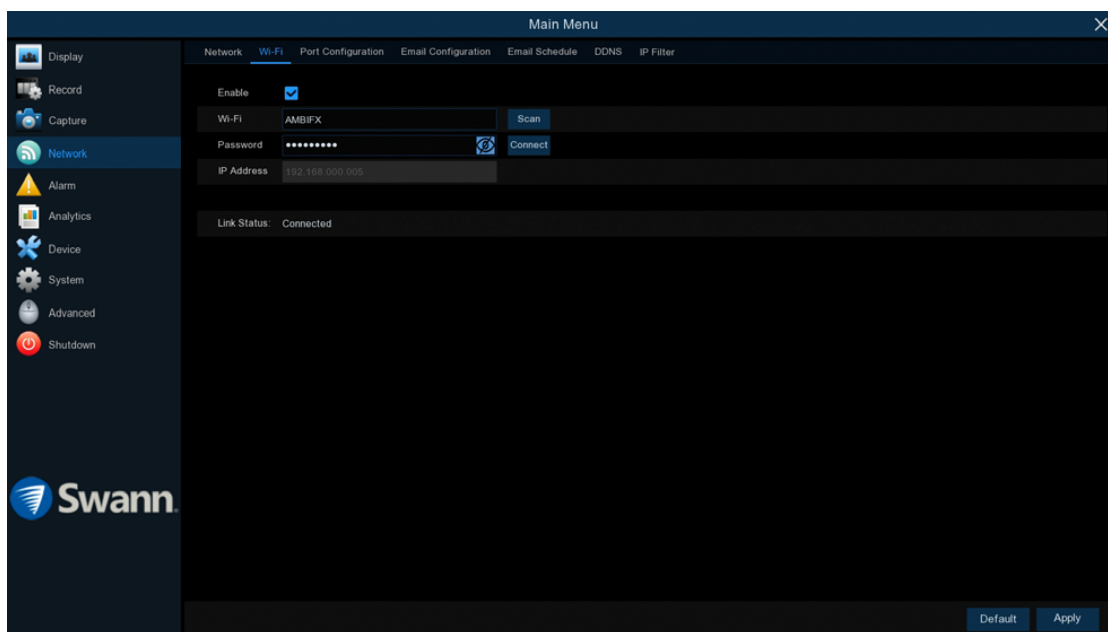 Main Menu
Display
Record
Capture
Network
Alarm
Analytics
Device
System
Advanced
Shutdown
Swann
Network Wi-Fi Port Configuration Email Configuration Email Schedule DDNS IP Filter
Enable
Wi-Fi AMBIFX Scan
Password ••••••••• Connect
IP Address 192.168.000.005
Link Status: Connected
Default Apply